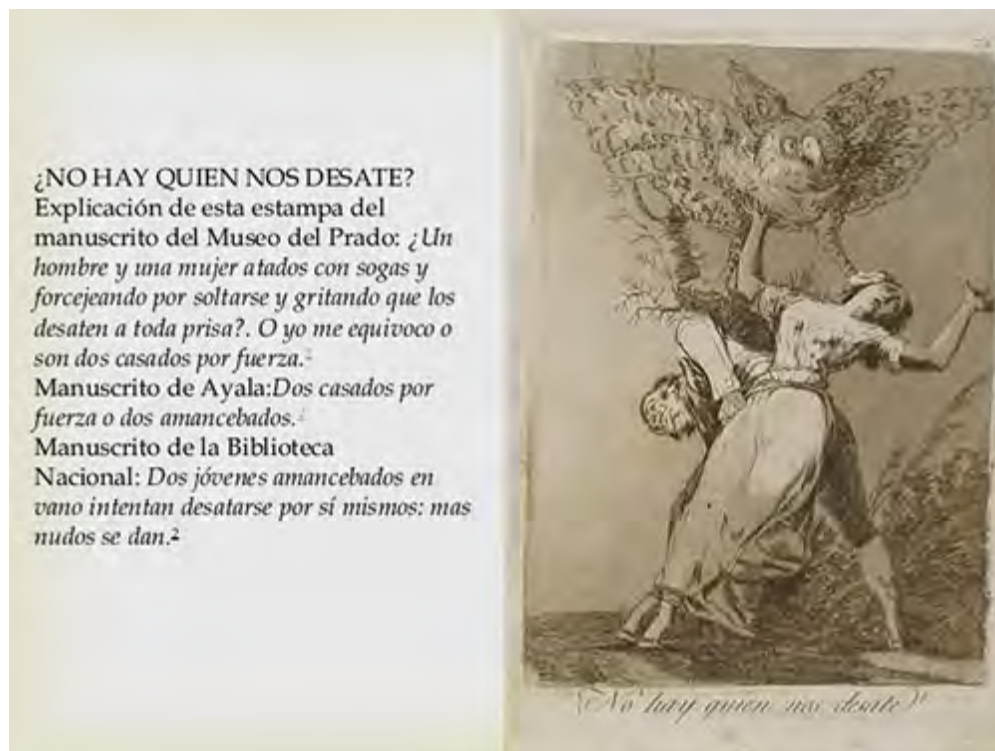 ¿NO HAY QUIEN NOS DESATE?
Explicación de esta estampa del
manuscrito del Museo del Prado: ¿Un
hombre y una mujer atados con sogas y
forcejeando por soltarse y gritando que los
desaten a toda prisa?. O yo me equivoco o
son dos casados por fuerza.
Manuscrito de Ayala:Dos casados por
fuerza o dos amancebados.
Manuscrito de la Biblioteca
Nacional: Dos jóvenes amancebados en
vano intentan desatarse por sí mismos: mas
nudos se dan.2
¿No hay quien nos desate?